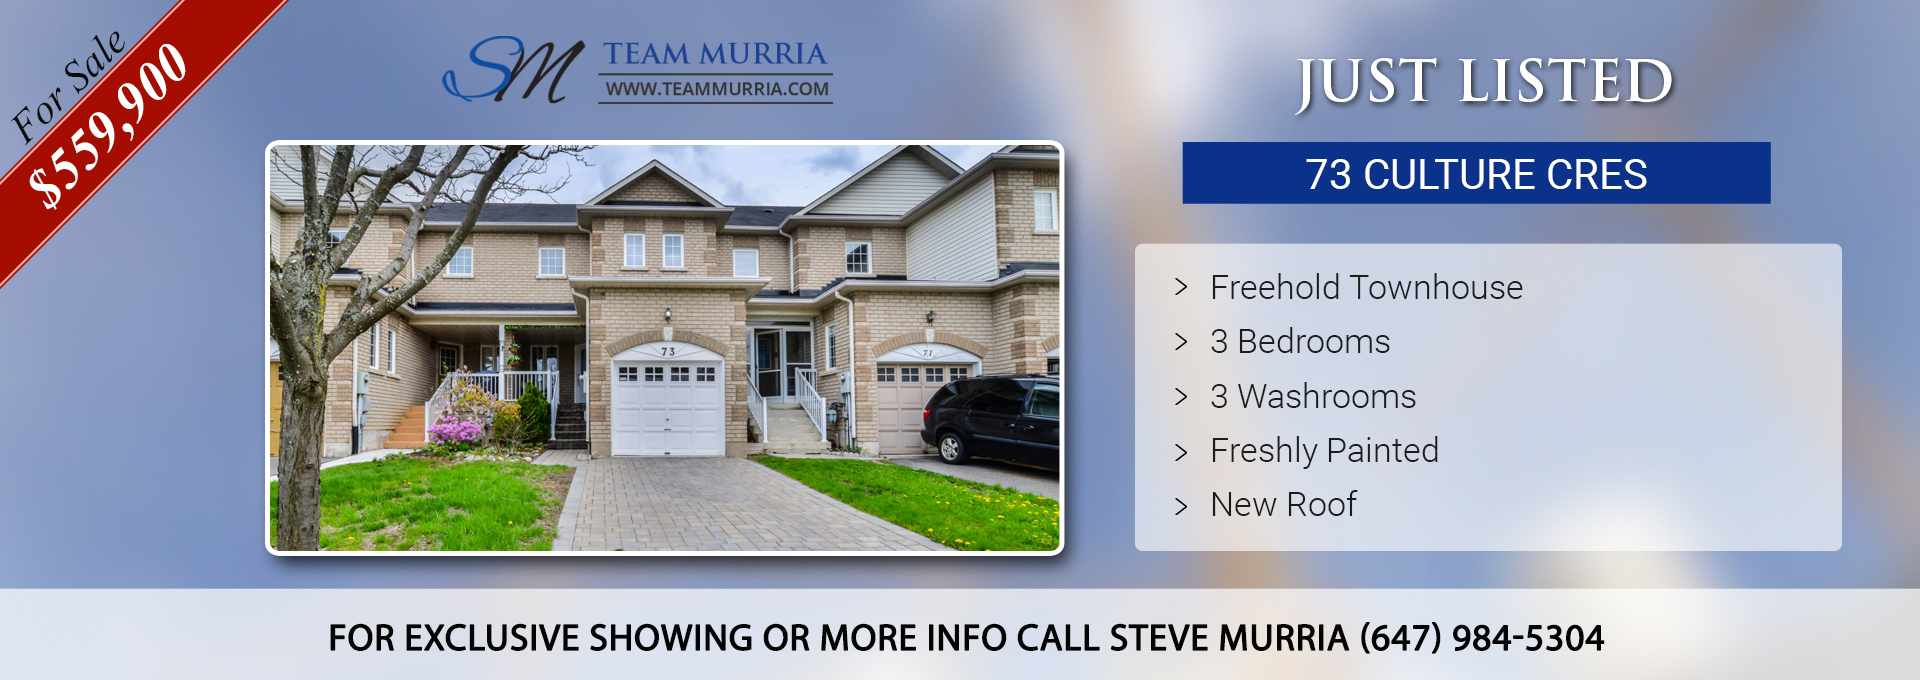 For Sale
$559,900
SM
TEAM MURRIA
WWW.TEAMMURRIA.COM
JUST LISTED
73 CULTURE CRES
73
71
> Freehold Townhouse
> 3 Bedrooms
> 3 Washrooms
> Freshly Painted
> New Roof
FOR EXCLUSIVE SHOWING OR MORE INFO CALL STEVE MURRIA (647) 984-5304